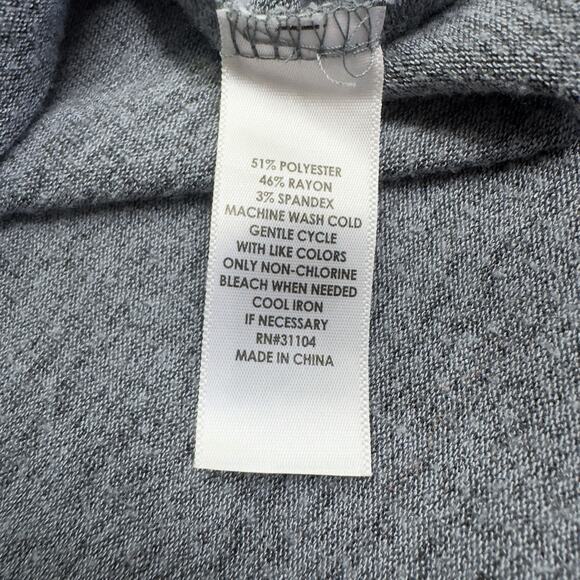 51% POLYESTER
46% RAYON
3% SPANDEX
MACHINE WASH COLD
GENTLE CYCLE
WITH LIKE COLORS
ONLY NON-CHLORINE
BLEACH WHEN NEEDED
COOL IRON
IF NECESSARY
RN#31104
MADE IN CHINA